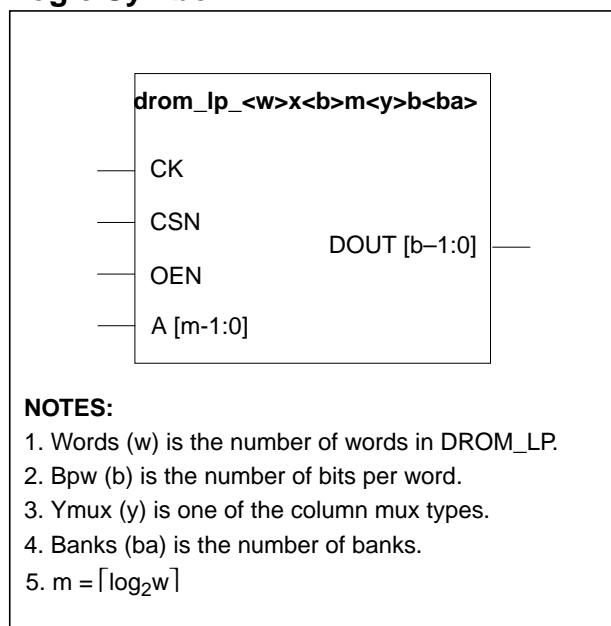 drom_lp_<w>x<b>m<y>b<ba>
CK
CSN
OEN
A [m-1:0]
DOUT [b–1:0]
NOTES:
1. Words (w) is the number of words in DROM_LP.
2. Bpw (b) is the number of bits per word.
3. Ymux (y) is one of the column mux types.
4. Banks (ba) is the number of banks.
5. m = ⌈log₂w⌉